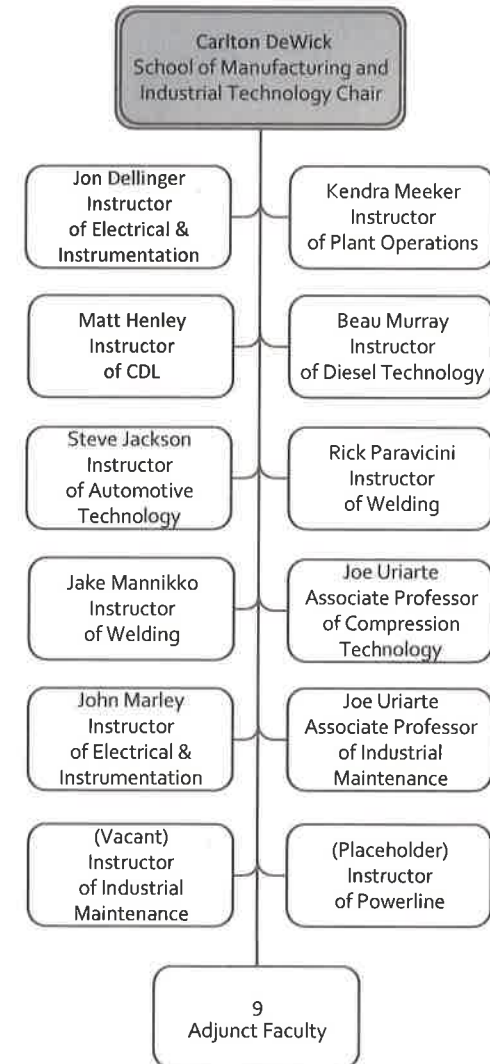 Carlton DeWick
School of Manufacturing and
Industrial Technology Chair
Jon Dellinger
Instructor
of Electrical &
Instrumentation
Kendra Meeker
Instructor
of Plant Operations
Matt Henley
Instructor
of CDL
Beau Murray
Instructor
of Diesel Technology
Steve Jackson
Instructor
of Automotive
Technology
Rick Paravicini
Instructor
of Welding
Jake Mannikko
Instructor
of Welding
Joe Uriarte
Associate Professor
of Compression
Technology
John Marley
Instructor
of Electrical &
Instrumentation
Joe Uriarte
Associate Professor
of Industrial
Maintenance
(Vacant)
Instructor
of Industrial
Maintenance
(Placeholder)
Instructor
of Powerline
9
Adjunct Faculty